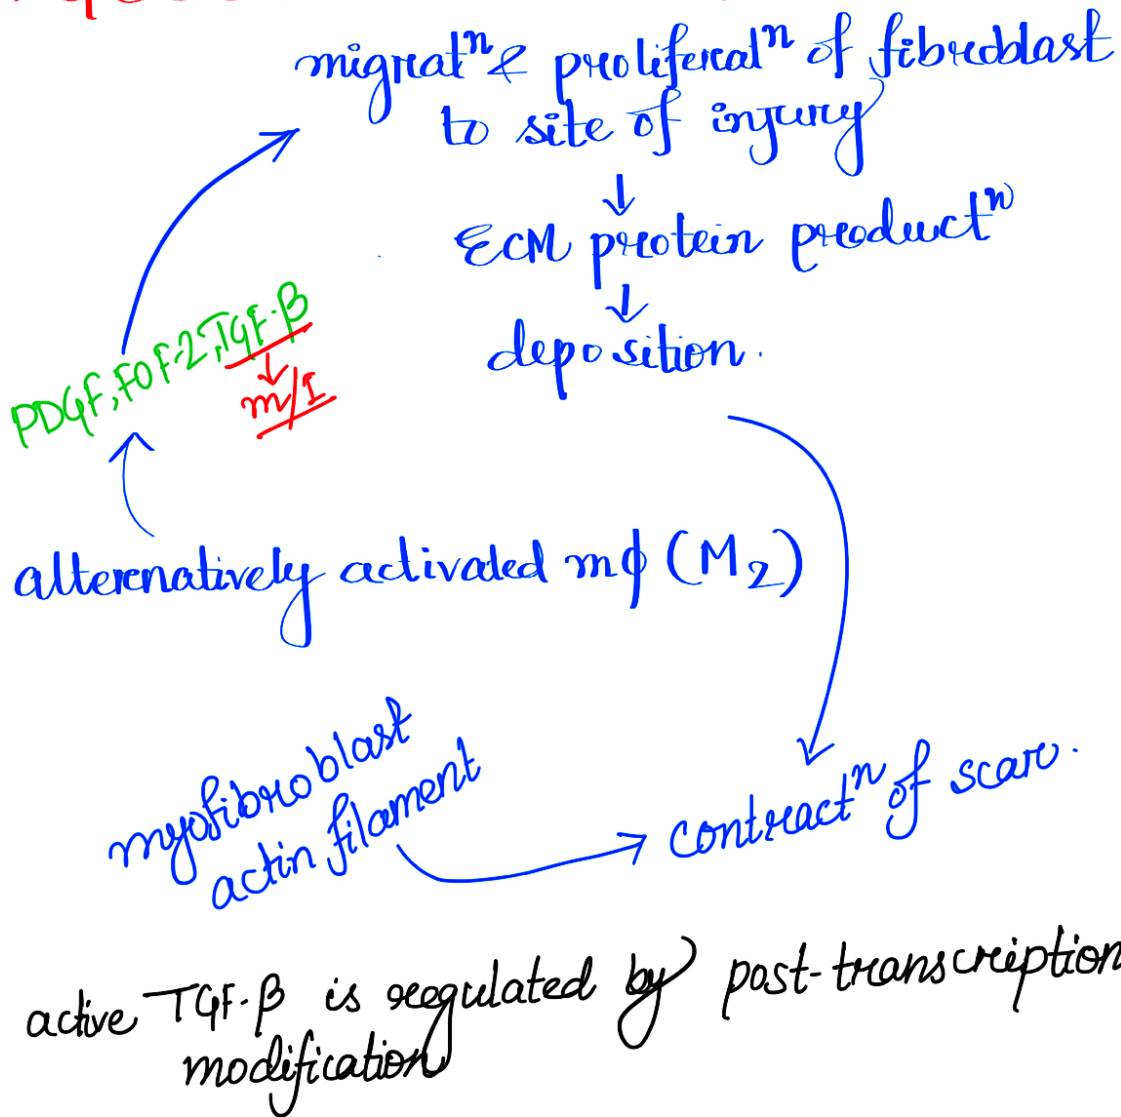 migratⁿ & proliferatⁿ of fibroblast
to site of injury
↓
ECM protein productⁿ
↓
deposition.
PDGF, FGF-2, TGF-β
↓
m/I
alternatively activated mφ (M₂)
myofibroblast
actin filament
→ contractⁿ of scar.
active TGF-β is regulated by post-transcription
modification